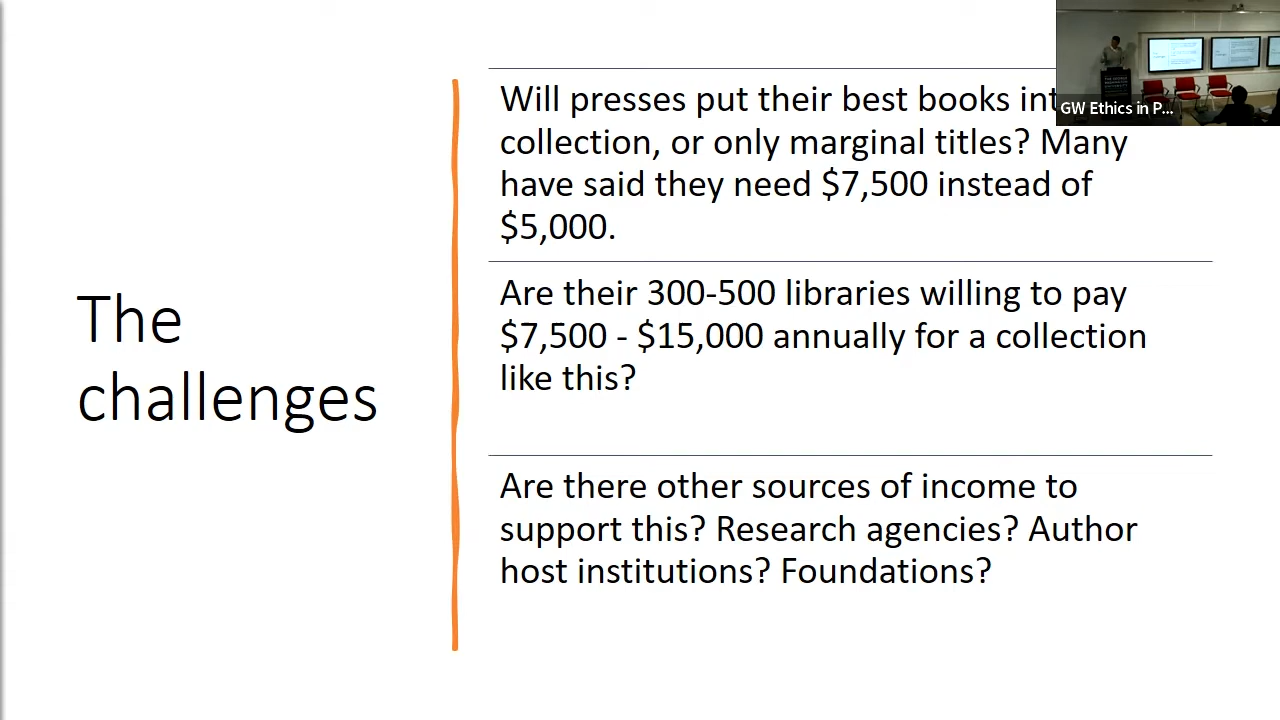 The
challenges
Will presses put their best books int
collection, or only marginal titles? Many
have said they need $7,500 instead of
$5,000.
Are their 300-500 libraries willing to pay
$7,500 - $15,000 annually for a collection
like this?
Are there other sources of income to
support this? Research agencies? Author
host institutions? Foundations?
GW Ethics in P...